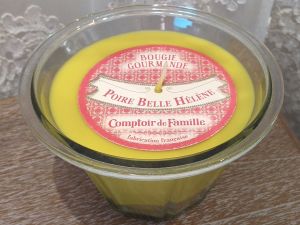 BOUGIE
GOURMANDE
POIRE BELLE HÉLÈNE
Comptoir de Famille
fabrication française